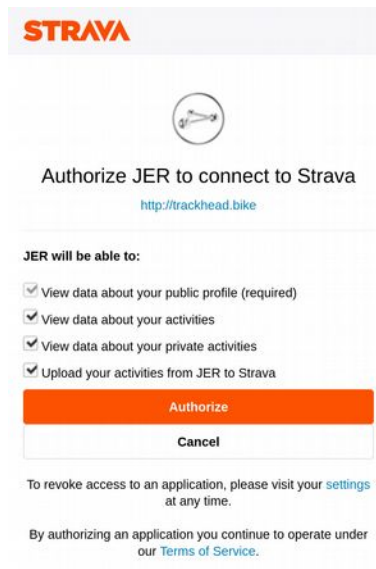 STRAVA
Authorize JER to connect to Strava
http://trackhead.bike
JER will be able to:
View data about your public profile (required)
View data about your activities
View data about your private activities
Upload your activities from JER to Strava
Authorize
Cancel
To revoke access to an application, please visit your settings
at any time.
By authorizing an application you continue to operate under
our Terms of Service.